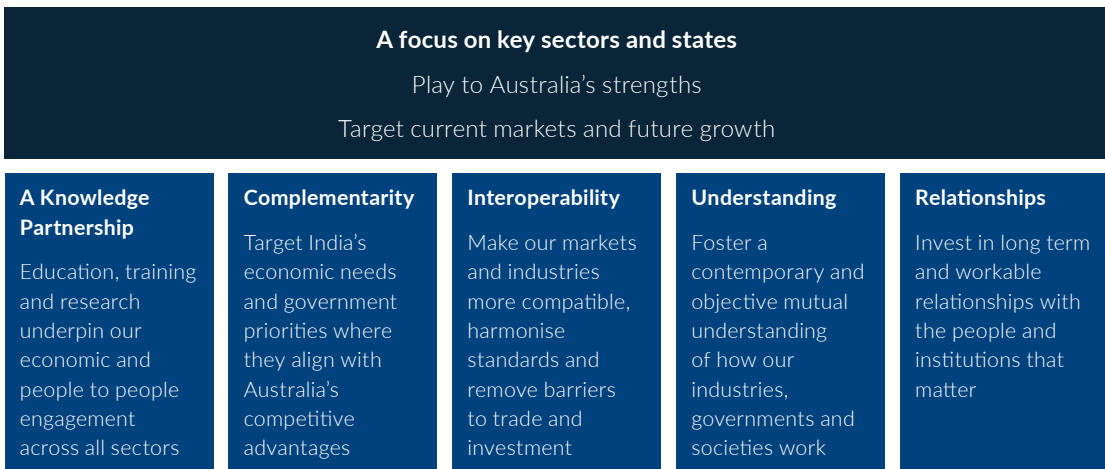 A focus on key sectors and states
Play to Australia’s strengths
Target current markets and future growth
A Knowledge
Partnership
Education, training
and research
underpin our
economic and
people to people
engagement
across all sectors
Complementarity
Target India’s
economic needs
and government
priorities where
they align with
Australia’s
competitive
advantages
Interoperability
Make our markets
and industries
more compatible,
harmonise
standards and
remove barriers
to trade and
investment
Understanding
Foster a
contemporary and
objective mutual
understanding
of how our
industries,
governments and
societies work
Relationships
Invest in long term
and workable
relationships with
the people and
institutions that
matter